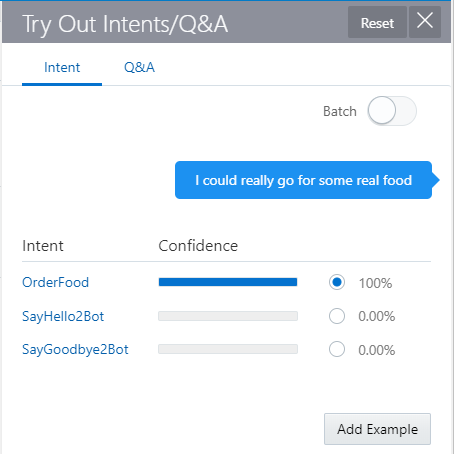 Try Out Intents/Q&A
Reset
Intent
Q&A
Batch
I could really go for some real food
Intent Confidence
OrderFood 100%
SayHello2Bot 0.00%
SayGoodbye2Bot 0.00%
Add Example